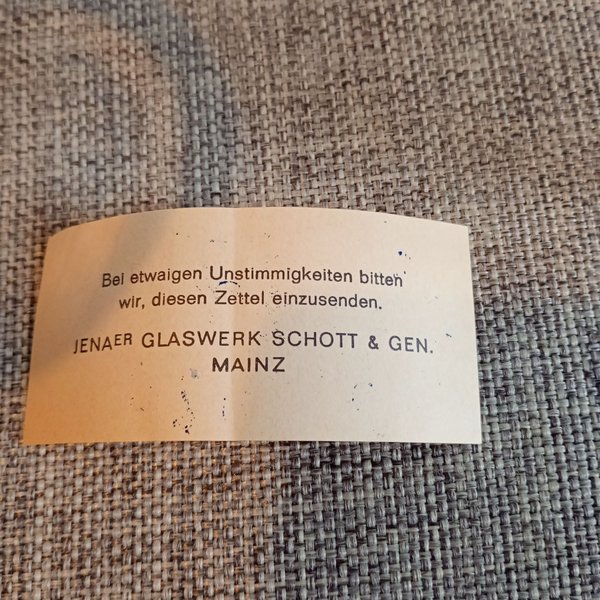 Bei etwaigen Unstimmigkeiten bitten
wir, diesen Zettel einzusenden.
JENAER GLASWERK SCHOTT & GEN.
MAINZ